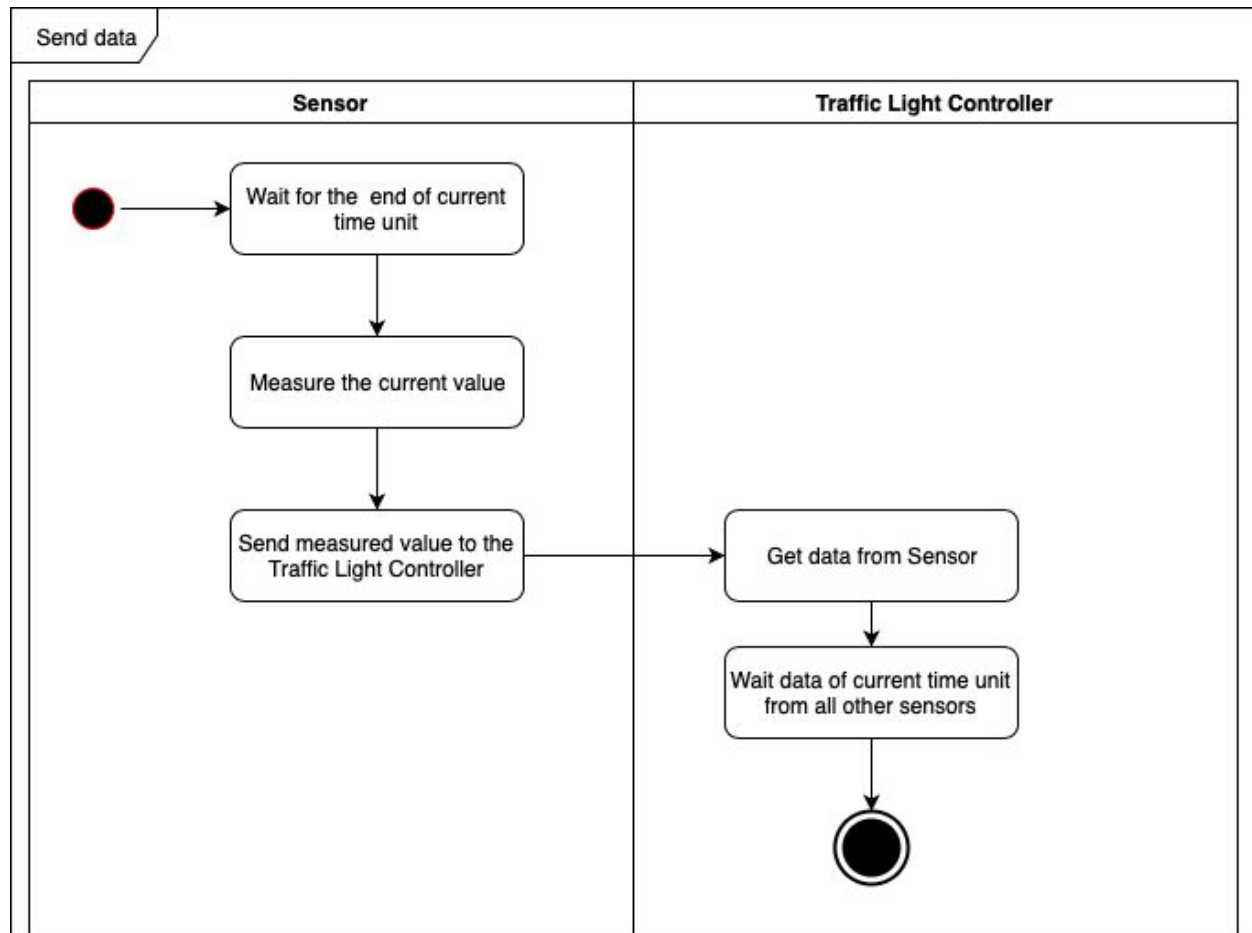 Send data
Sensor
Traffic Light Controller
Wait for the  end of current
time unit
Measure the current value
Send measured value to the
Traffic Light Controller
Get data from Sensor
Wait data of current time unit
from all other sensors